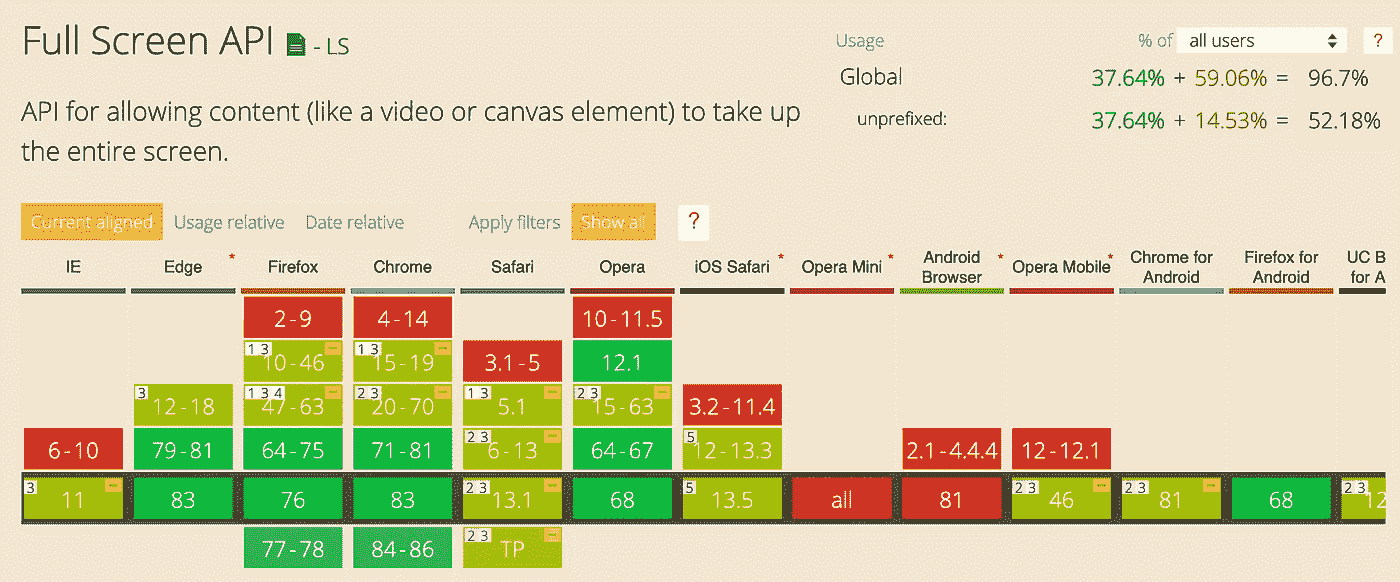 Full Screen API - LS
Usage % of all users ?
Global 37.64% + 59.06% = 96.7%
unprefixed: 37.64% + 14.53% = 52.18%
API for allowing content (like a video or canvas element) to take up
the entire screen.
Current aligned Usage relative Date relative Apply filters Show all ?
IE Edge * Firefox Chrome Safari Opera iOS Safari * Opera Mini * Android Browser * Opera Mobile * Chrome for Android Firefox for Android UC B
for A
2-9 4-14 10-11.5
1 3 10-46 1 3 15-19 3.1-5 12.1
3 12-18 1 3 4 47-63 2 3 20-70 1 3 5.1 2 3 15-63 3.2-11.4
6-10 79-81 64-75 71-81 2 3 6-13 64-67 5 12-13.3 2.1-4.4.4 12-12.1
3 11 83 76 83 2 3 13.1 68 5 13.5 all 81 2 3 46 2 3 81 68 2 3 12
77-78 84-86 2 3 TP